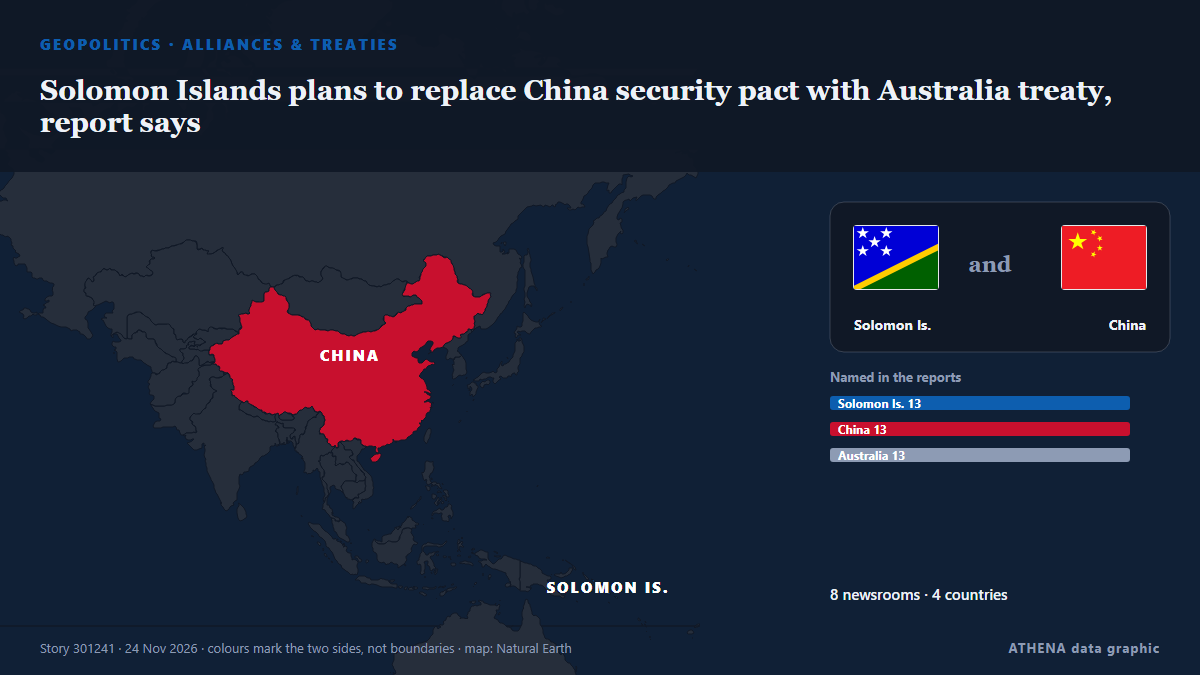 GEOPOLITICS · ALLIANCES & TREATIES
Solomon Islands plans to replace China security pact with Australia treaty,
report says
and
Solomon Is.
China
Named in the reports
Solomon Is. 13
China 13
Australia 13
CHINA
SOLOMON IS.
8 newsrooms · 4 countries
Story 301241 · 24 Nov 2026 · colours mark the two sides, not boundaries · map: Natural Earth
ATHENA data graphic